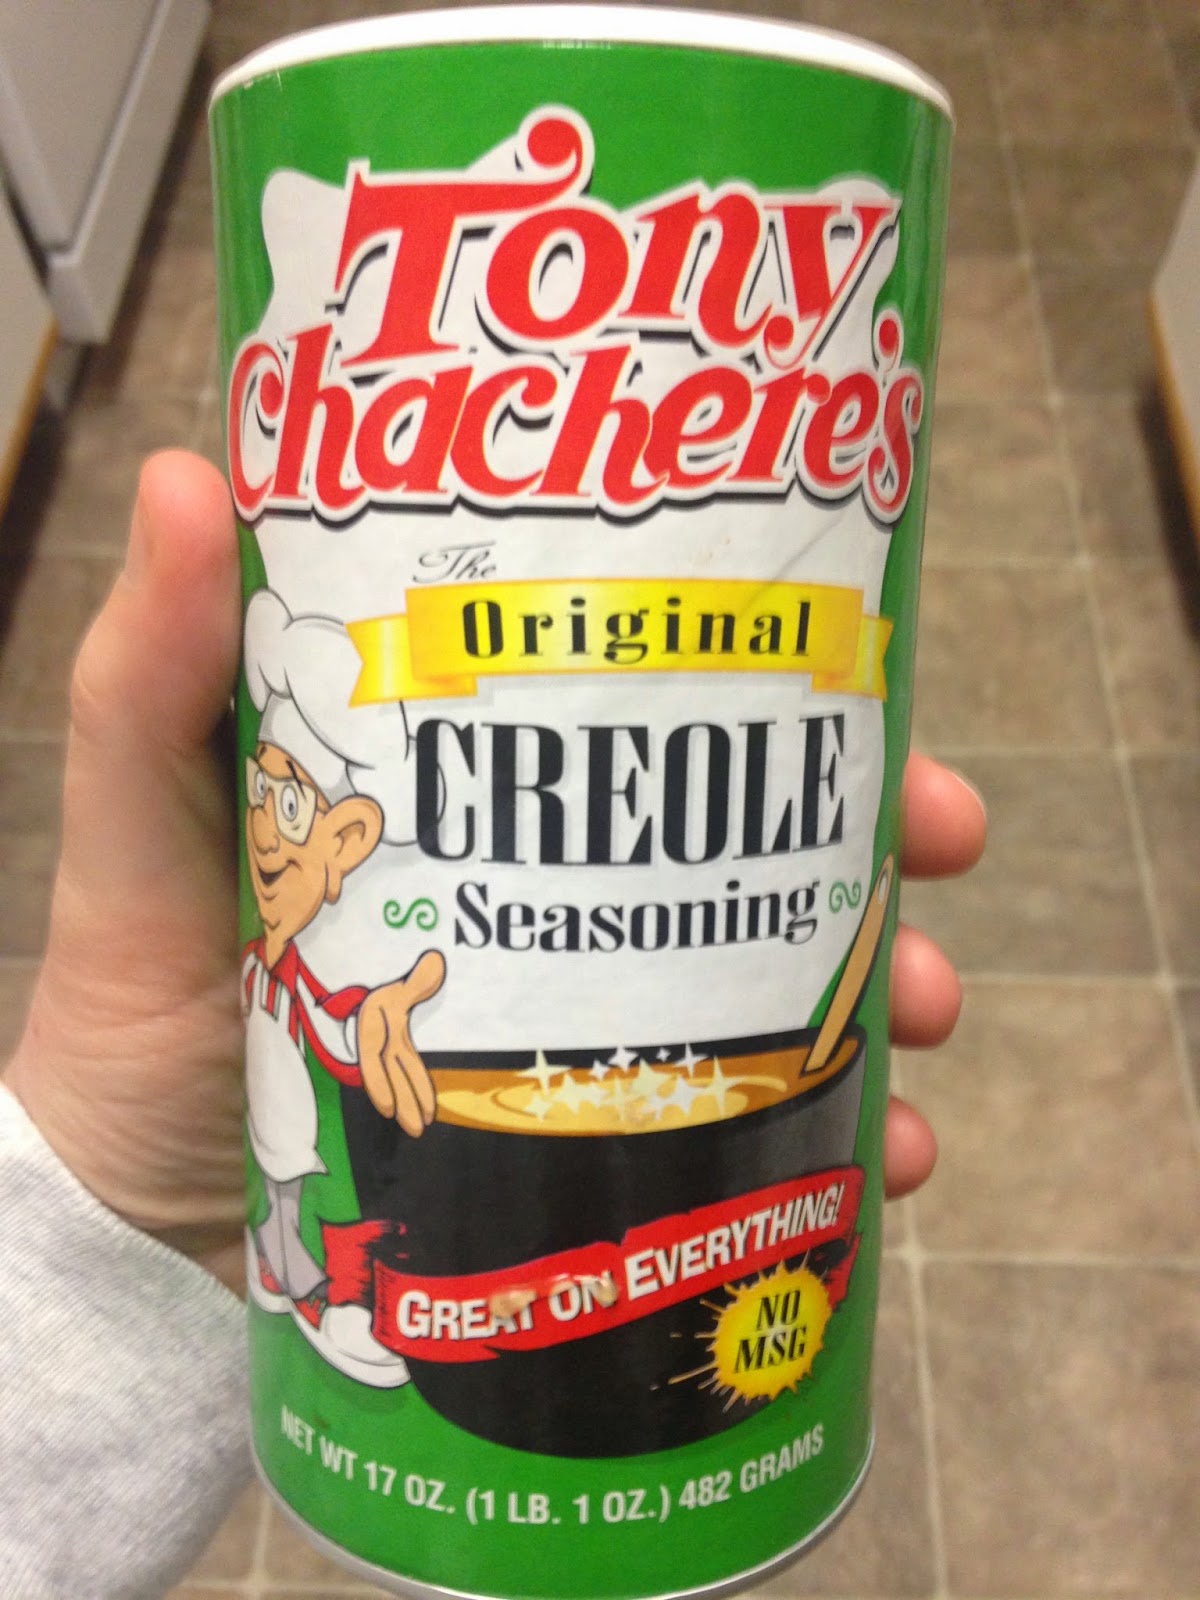 Tony
Chachere's
The
Original
CREOLE
Seasoning
GREAT ON EVERYTHING!
NO
MSG
NET WT 17 OZ. (1 LB. 1 OZ.) 482 GRAMS